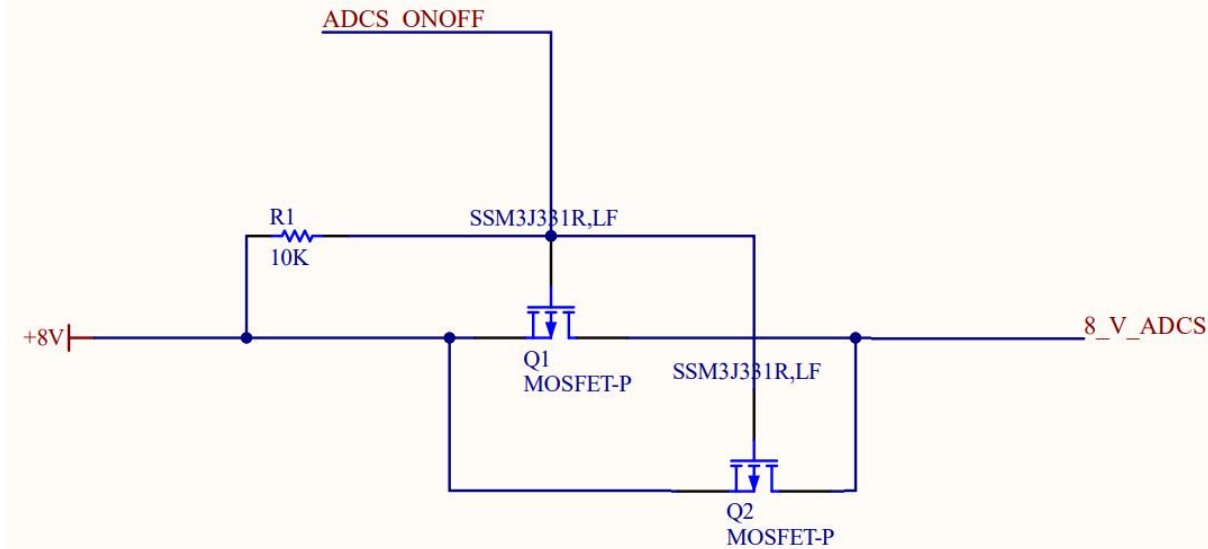 ADCS_ONOFF
R1
10K
SSM3J331R,LF
+8V
8_V_ADCS
Q1
MOSFET-P
SSM3J331R,LF
Q2
MOSFET-P